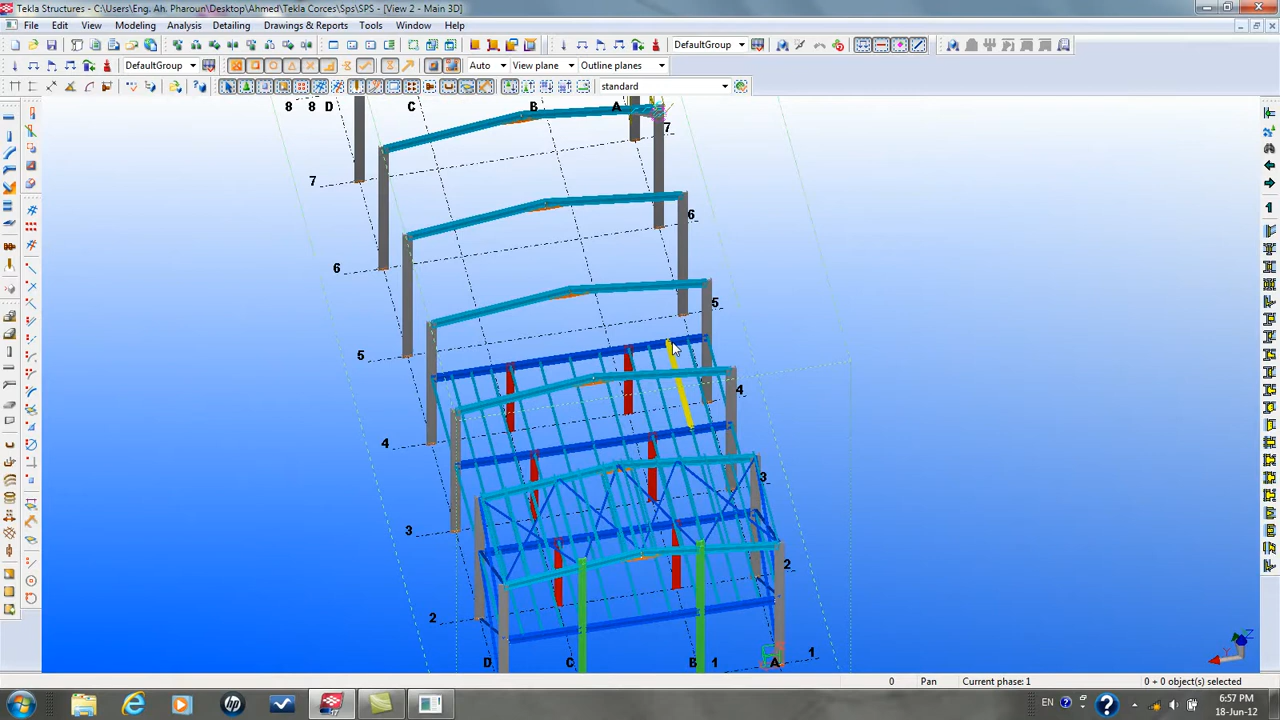 Tekla Structures - C:\Users\Eng. Ah. Pharoun\Desktop\Ahmed\Tekla Corces\Sps\SPS - [View 2 - Main 3D]
File Edit View Modeling Analysis Detailing Drawings & Reports Tools Window Help
DefaultGroup
DefaultGroup Auto View plane Outline planes
standard
8 8 D C B A
7
7
6
6
5
5
4
4
3
3
2
2
1
D C B 1 A
0 Pan Current phase: 1 0 + 0 object(s) selected
EN 6:57 PM
18-Jun-12